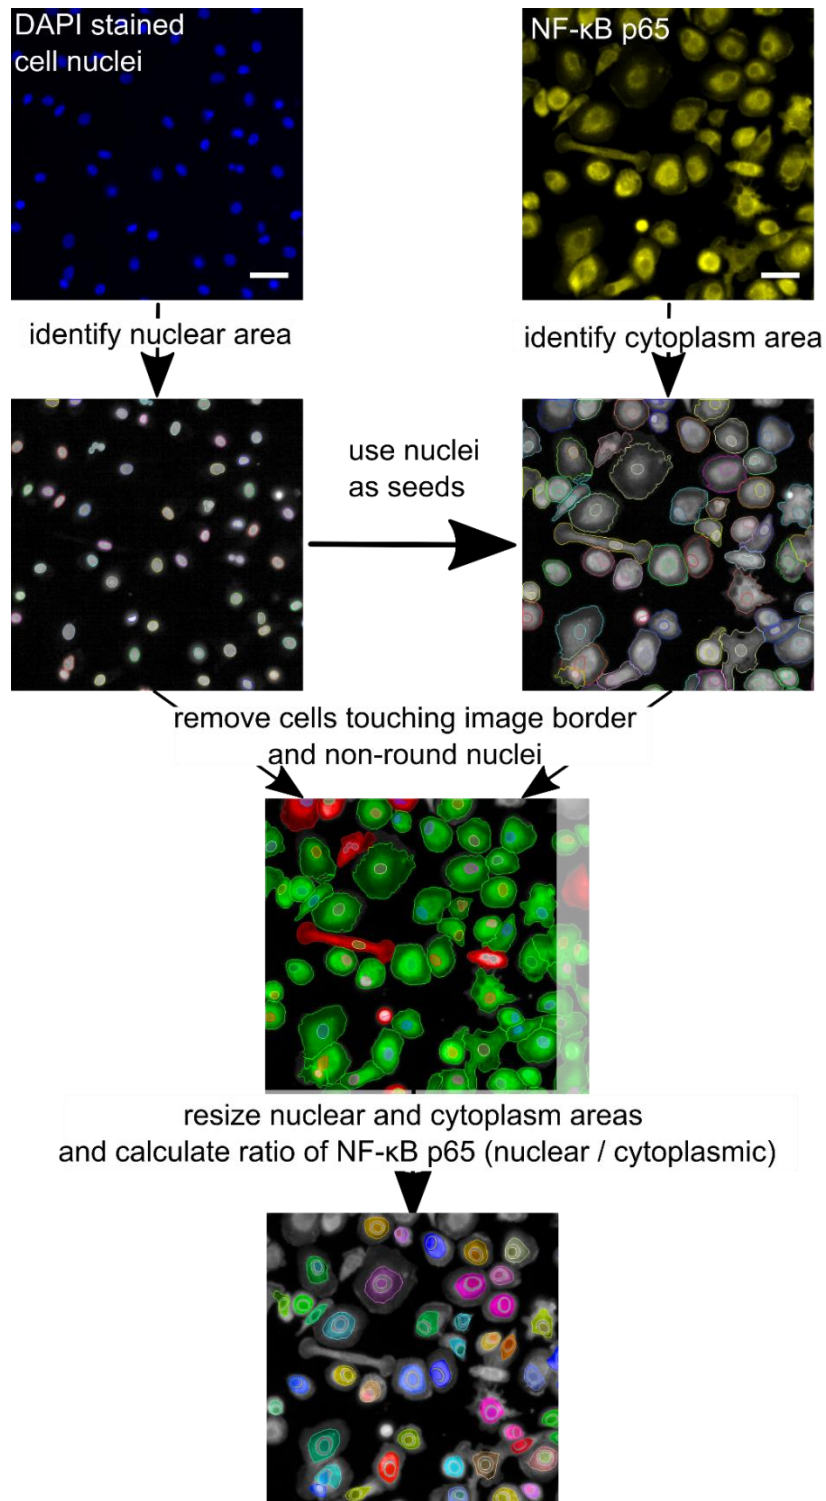 DAPI stained
cell nuclei
NF-κB p65
identify nuclear area
identify cytoplasm area
use nuclei
as seeds
remove cells touching image border
and non-round nuclei
resize nuclear and cytoplasm areas
and calculate ratio of NF-κB p65 (nuclear / cytoplasmic)